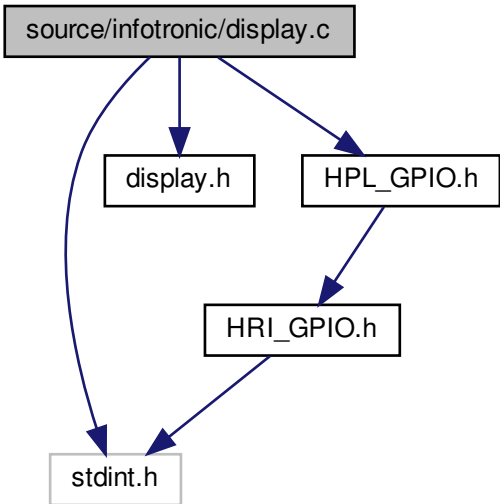 source/infotronic/display.c
display.h
HPL_GPIO.h
HRI_GPIO.h
stdint.h